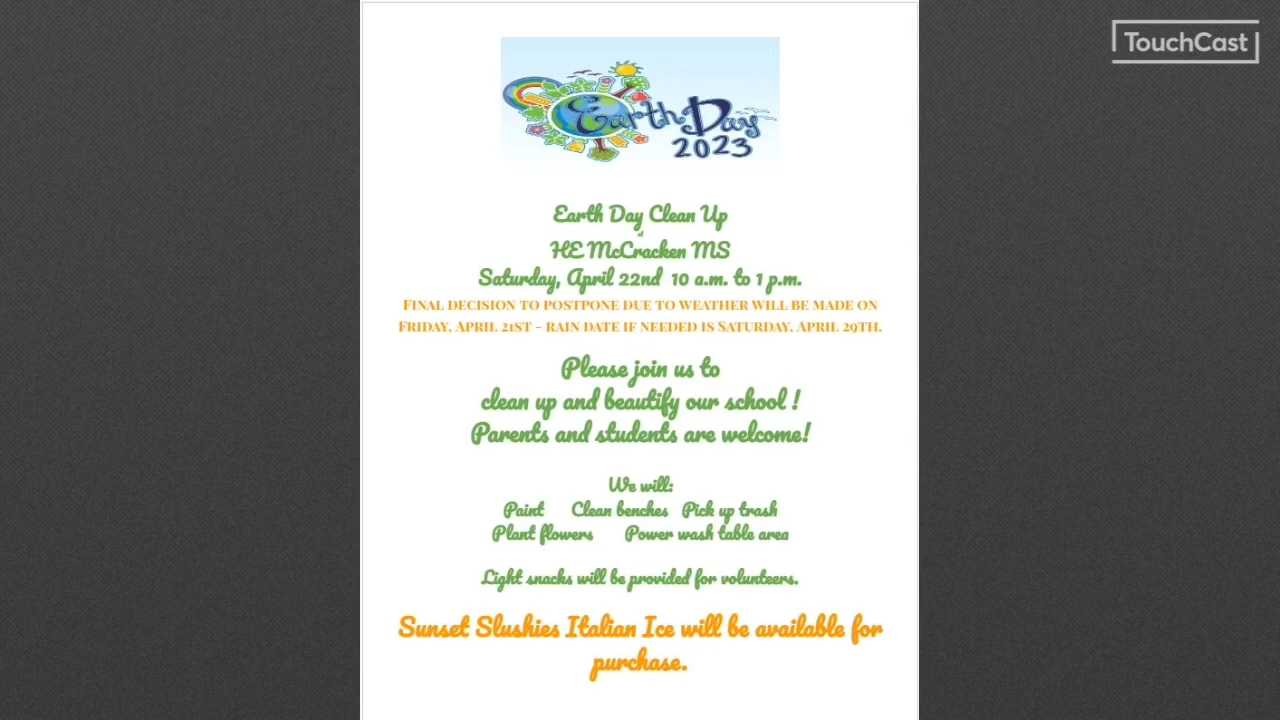 TouchCast
Earth Day
2023
Earth Day Clean Up
HE McCracken MS
Saturday, April 22nd 10 a.m. to 1 p.m.
Final decision to postpone due to weather will be made on
Friday, April 21st - rain date if needed is Saturday, April 29th.
Please join us to
clean up and beautify our school !
Parents and students are welcome!
We will:
Paint Clean benches Pick up trash
Plant flowers Power wash table area
Light snacks will be provided for volunteers.
Sunset Slushies Italian Ice will be available for
purchase.